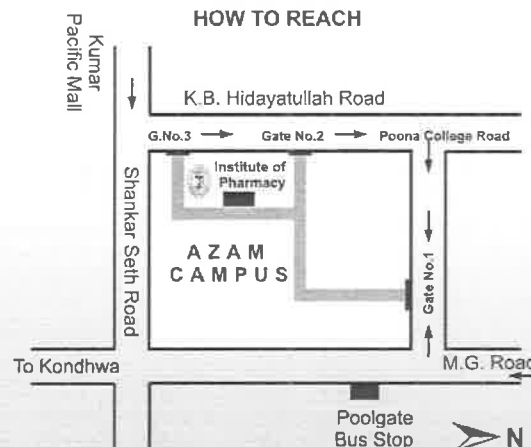 HOW TO REACH
Kumar
Pacific Mall
K.B. Hidayatullah Road
G.No.3
Gate No.2
Poona College Road
Institute of
Pharmacy
Shankar Seth Road
AZAM
CAMPUS
Gate No.1
To Kondhwa
M.G. Road
Poolgate
Bus Stop
N